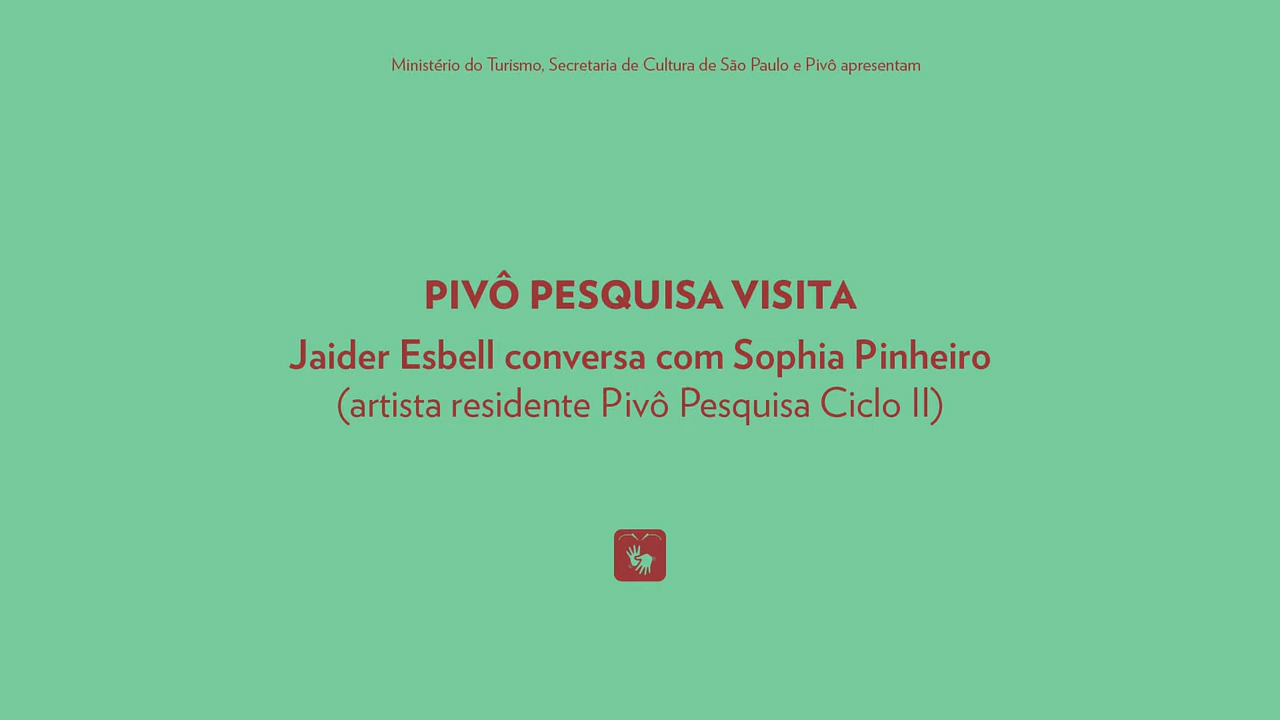 Ministério do Turismo, Secretaria de Cultura de São Paulo e Pivô apresentam
PIVÔ PESQUISA VISITA
Jaider Esbell conversa com Sophia Pinheiro
(artista residente Pivô Pesquisa Ciclo II)